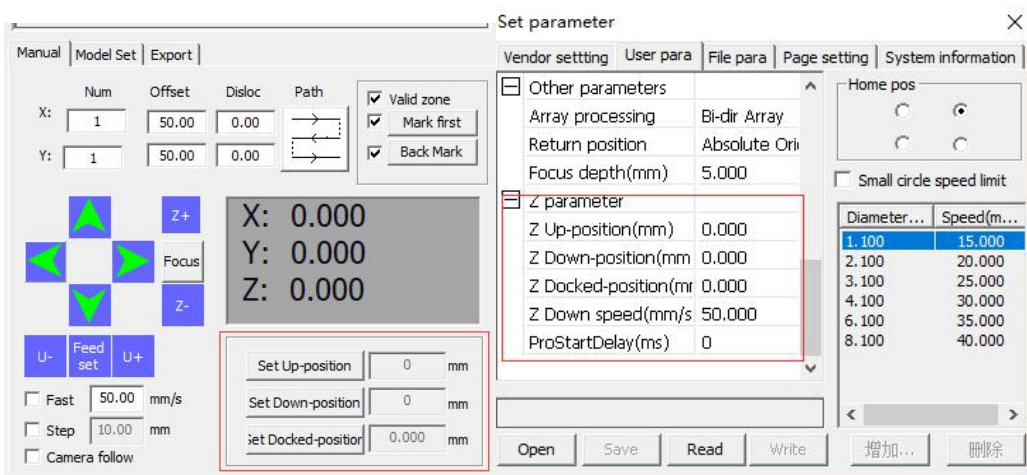 Manual Model Set Export
Num Offset Disloc Path
X: 1 50.00 0.00
Y: 1 50.00 0.00
Valid zone
Mark first
Back Mark
Z+
Focus
Z-
X: 0.000
Y: 0.000
Z: 0.000
U- Feed set U+
Fast 50.00 mm/s
Step 10.00 mm
Camera follow
Set Up-position 0 mm
Set Down-position 0 mm
Set Docked-position 0.000 mm
Set parameter
Vendor settting User para File para Page setting System information
Other parameters
Array processing Bi-dir Array
Return position Absolute Ori
Focus depth(mm) 5.000
Z parameter
Z Up-position(mm) 0.000
Z Down-position(mm 0.000
Z Docked-position(mm 0.000
Z Down speed(mm/s 50.000
ProStartDelay(ms) 0
Home pos
Small circle speed limit
Diameter... Speed(m...
1.100 15.000
2.100 20.000
3.100 25.000
4.100 30.000
6.100 35.000
8.100 40.000
Open Save Read Write 增加... 删除